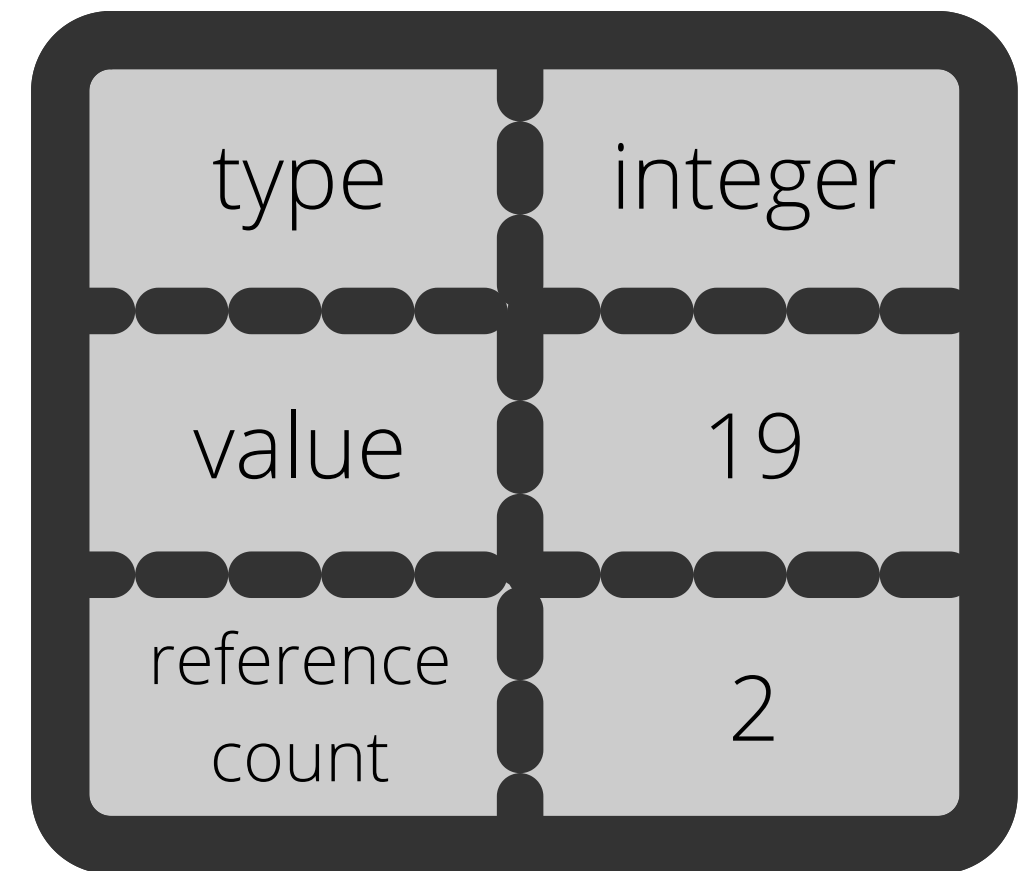 type integer
value 19
reference
count
2